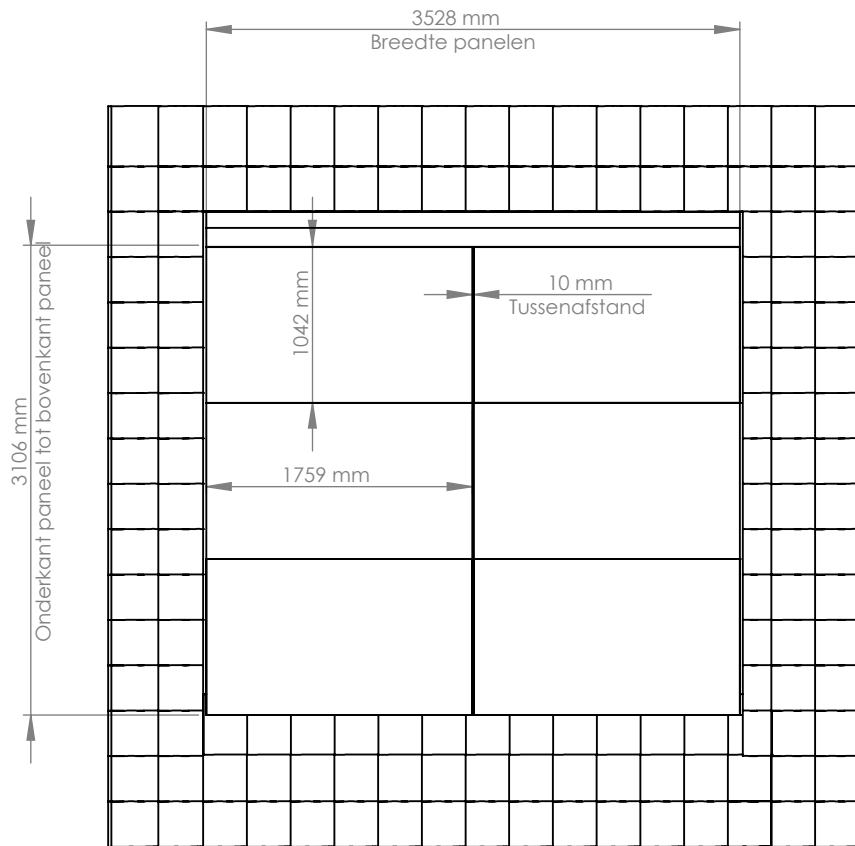 3528 mm
Breedte panelen
10 mm
Tussenafstand
1042 mm
3106 mm
Onderkant paneel tot bovenkant paneel
1759 mm